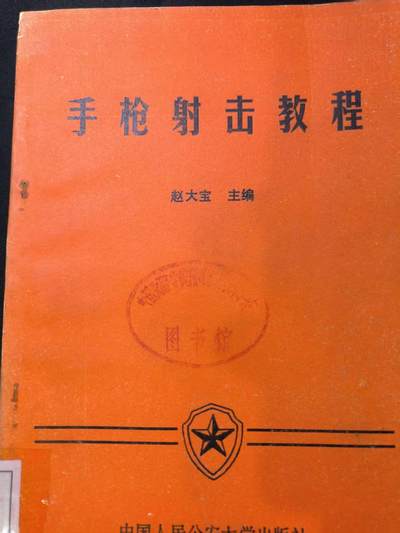 手枪射击教程
赵大宝 主编
图书馆
中国人民公安大学出版社